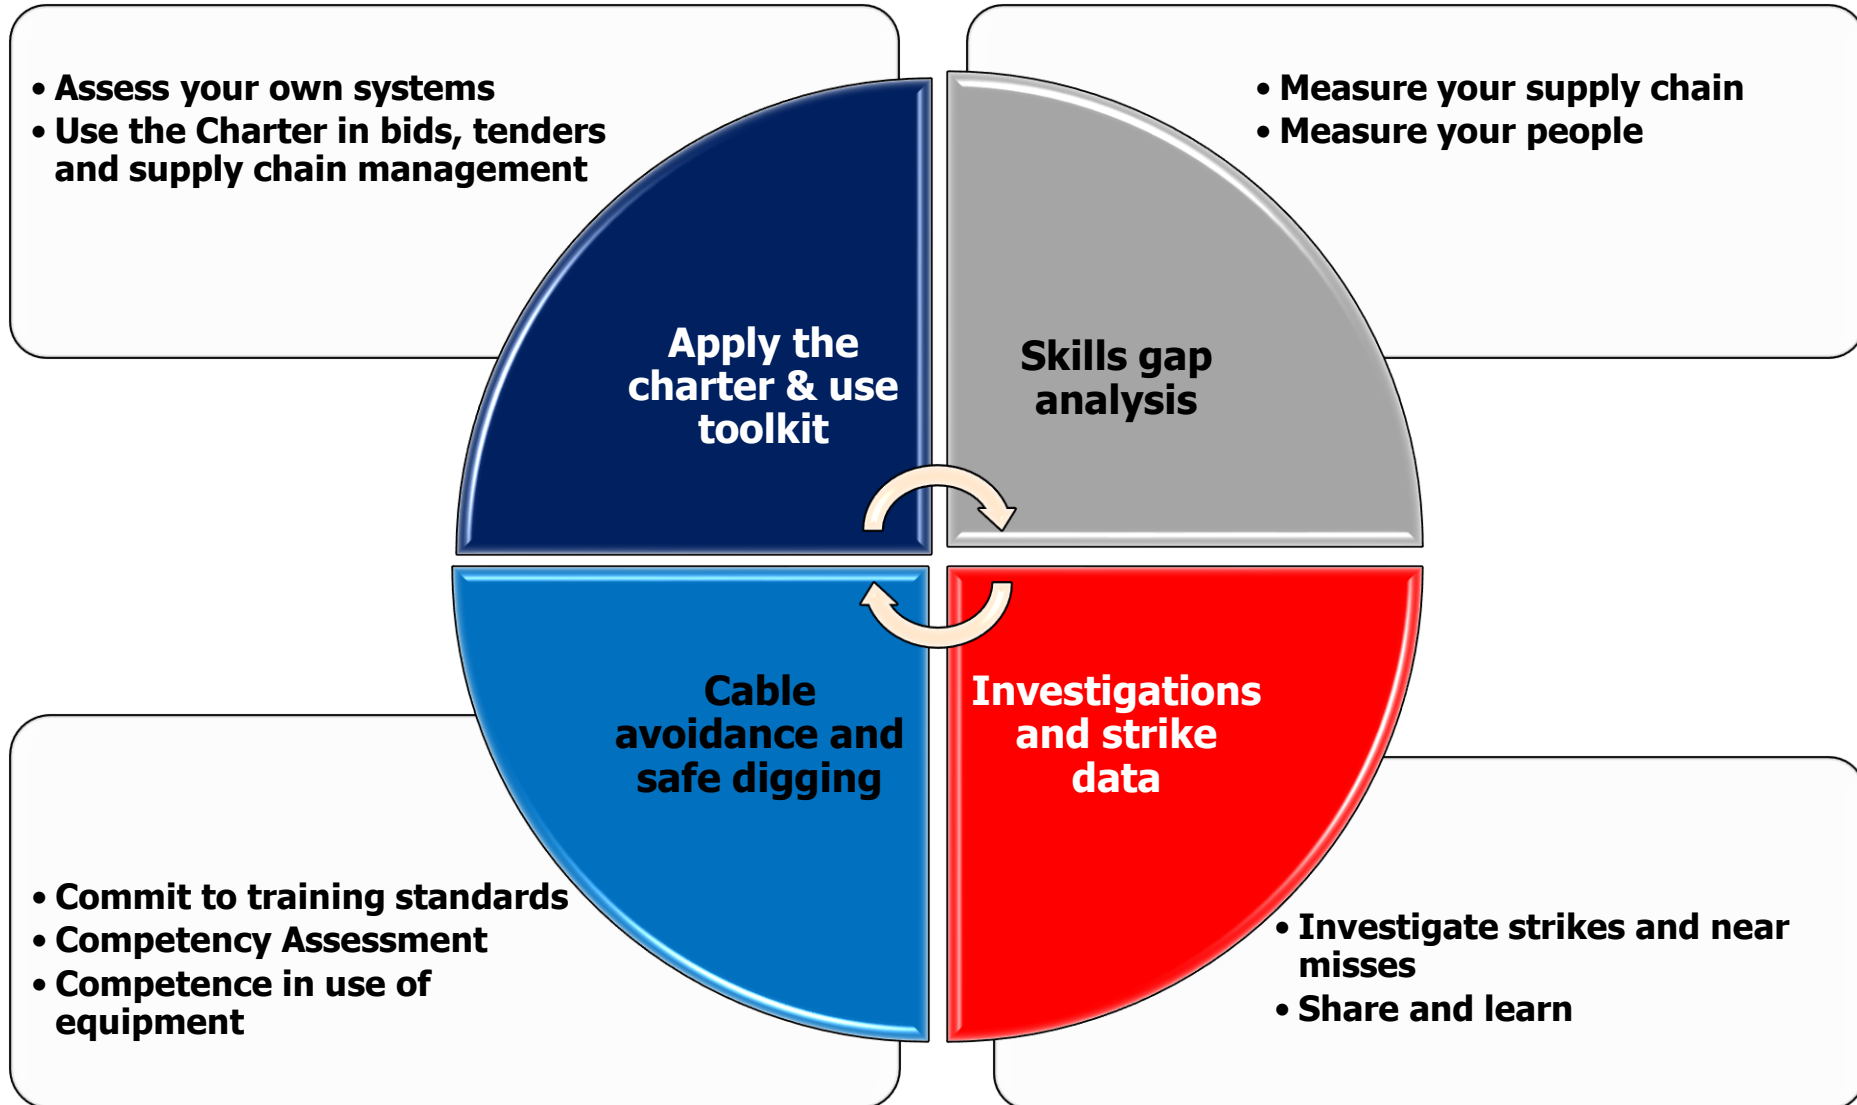 • Assess your own systems
• Use the Charter in bids, tenders
and supply chain management
• Measure your supply chain
• Measure your people
Apply the
charter & use
toolkit
Skills gap
analysis
Cable
avoidance and
safe digging
Investigations
and strike
data
• Commit to training standards
• Competency Assessment
• Competence in use of
equipment
• Investigate strikes and near
misses
• Share and learn